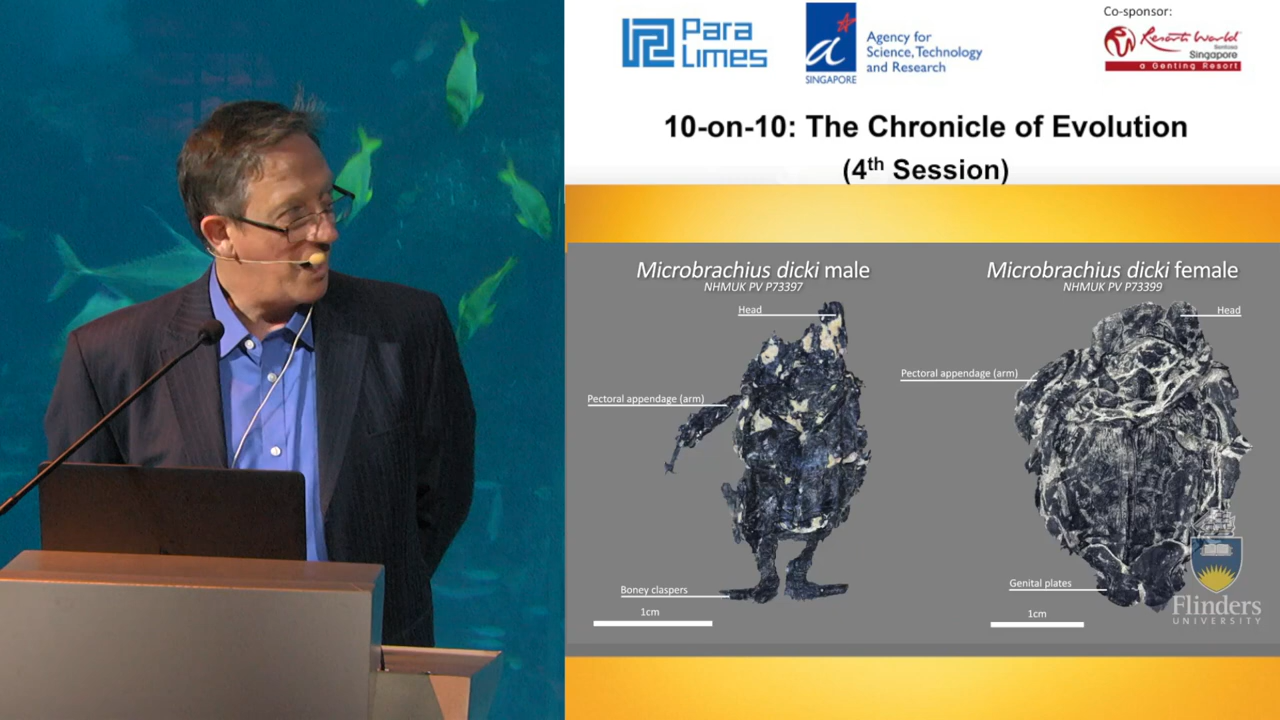 Para
Limes
Agency for
Science, Technology
and Research
SINGAPORE
Co-sponsor:
Resorts World
Sentosa
Singapore
a Genting Resort
10-on-10: The Chronicle of Evolution
(4th Session)
Microbrachius dicki male
NHMUK PV P73397
Head
Pectoral appendage (arm)
Boney claspers
1cm
Microbrachius dicki female
NHMUK PV P73399
Head
Pectoral appendage (arm)
Genital plates
1cm
Flinders
UNIVERSITY